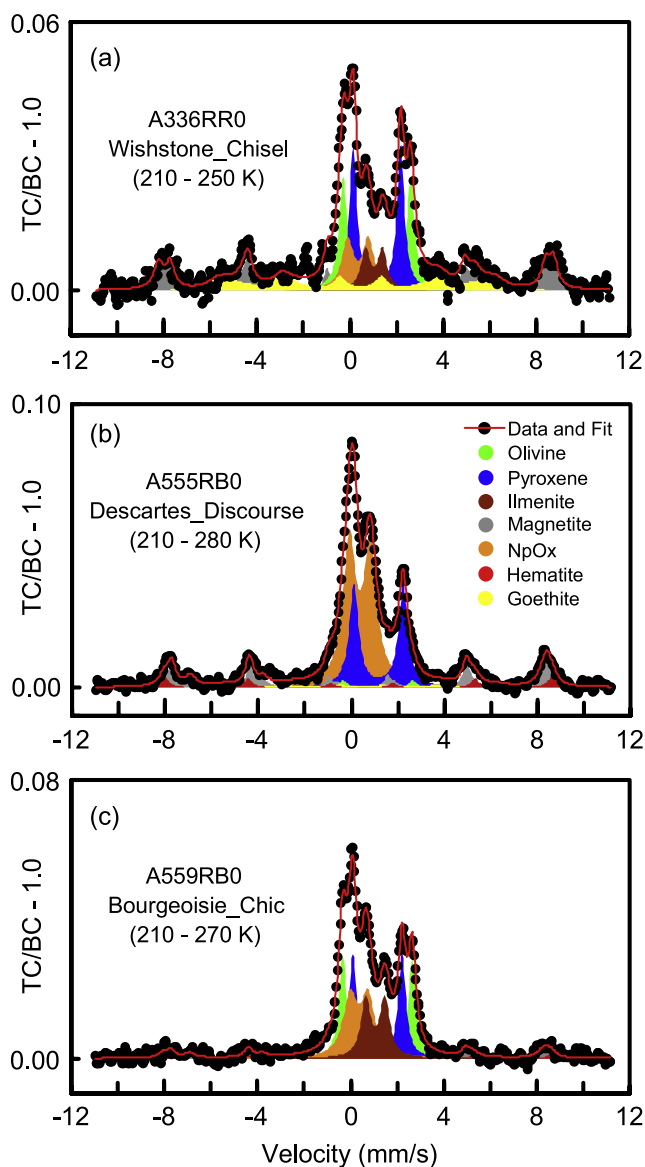 0.06
(a)
A336RR0
Wishstone_Chisel
(210 - 250 K)
TC/BC - 1.0
0.00
-12 -8 -4 0 4 8 12
0.10
(b)
A555RB0
Descartes_Discourse
(210 - 280 K)
Data and Fit
Olivine
Pyroxene
Ilmenite
Magnetite
NpOx
Hematite
Goethite
TC/BC - 1.0
0.00
-12 -8 -4 0 4 8 12
0.08
(c)
A559RB0
Bourgeoisie_Chic
(210 - 270 K)
TC/BC - 1.0
0.00
-12 -8 -4 0 4 8 12
Velocity (mm/s)